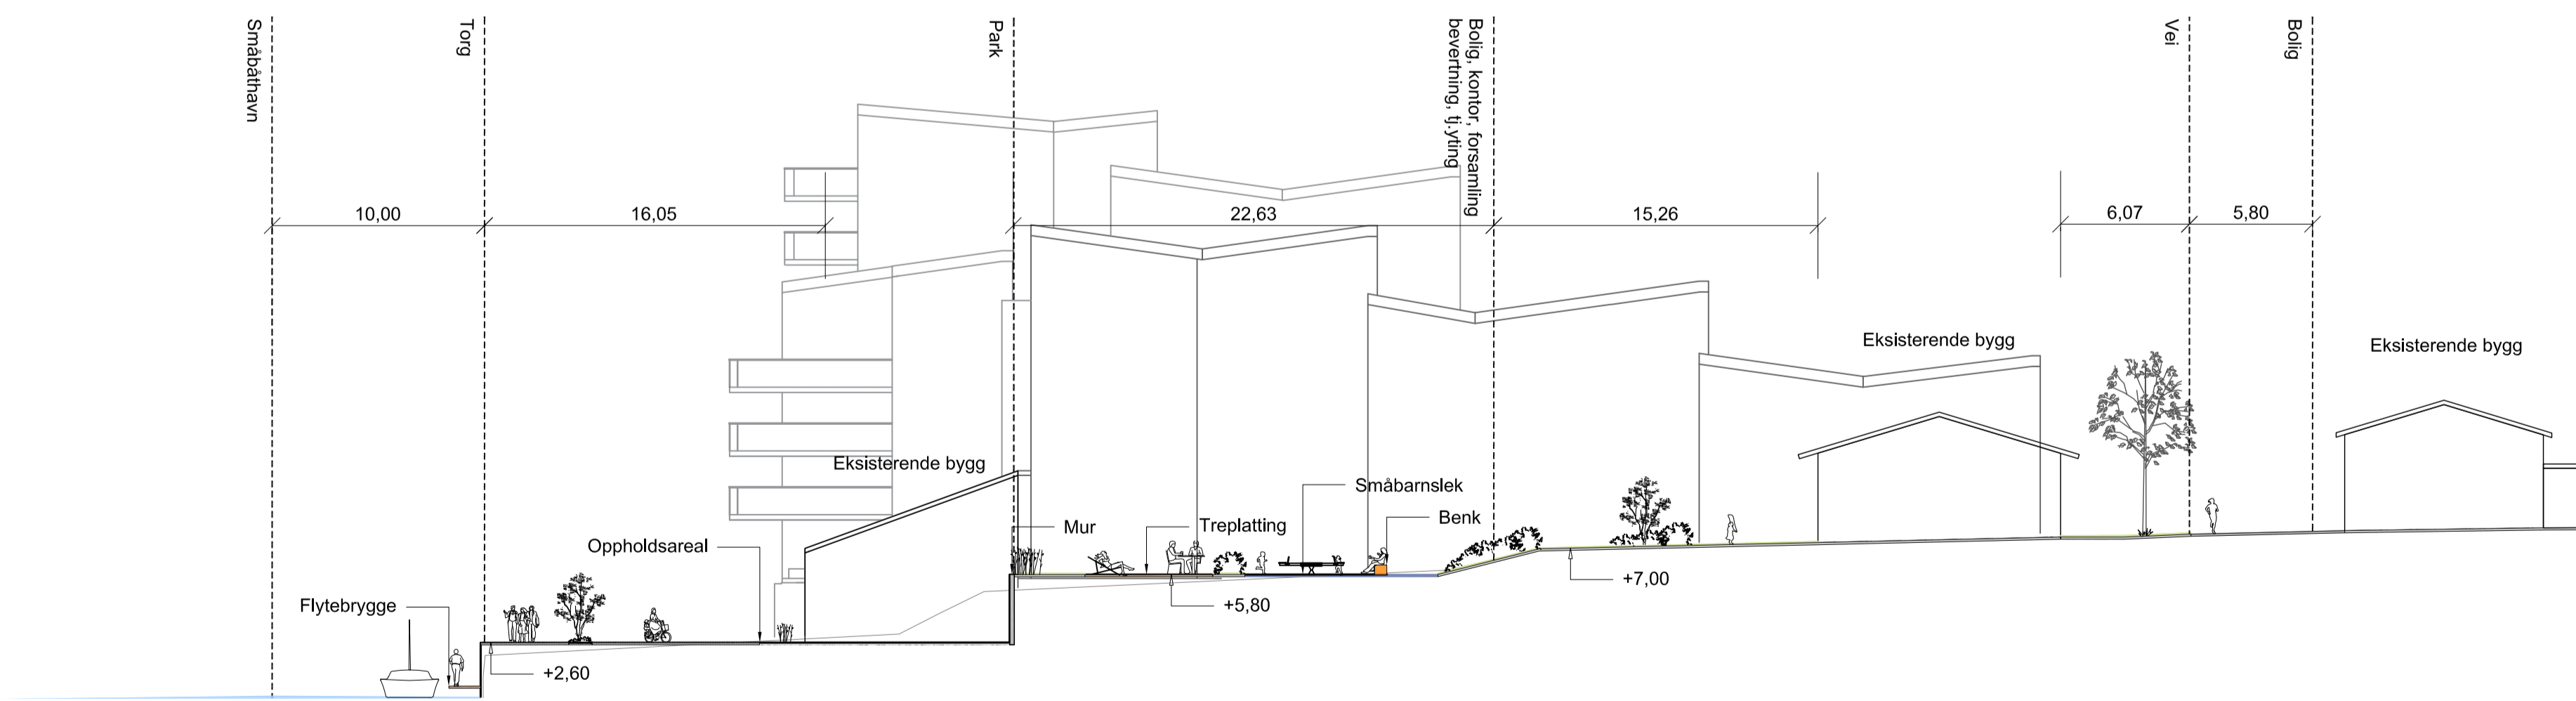 Småbåthavn
Torg
Park
Bolig, kontor, forsamling
bevertning, tj.yting
Vei
Bolig
10,00
16,05
22,63
15,26
6,07
5,80
Eksisterende bygg
Eksisterende bygg
Eksisterende bygg
Småbarnslek
Benk
Treplatting
Mur
Oppholdsareal
Flytebrygge
+7,00
+5,80
+2,60